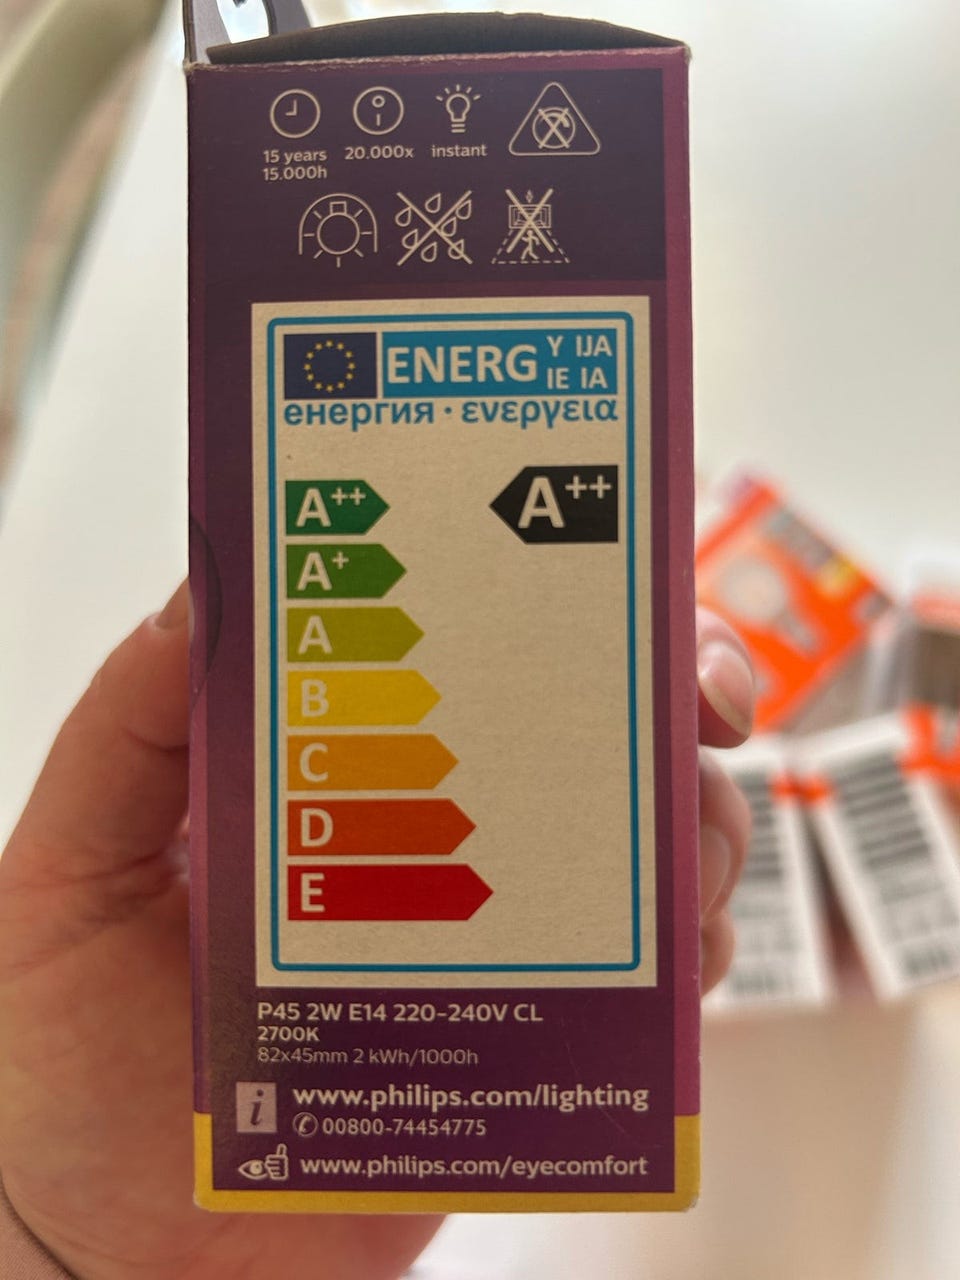 15 years 20.000x instant
15.000h
ENERG Y IJA
IE IA
енергия · ενεργεια
A++ A++
A+
A
B
C
D
E
P45 2W E14 220-240V CL
2700K
82x45mm 2 kWh/1000h
i www.philips.com/lighting
00800-74454775
www.philips.com/eyecomfort